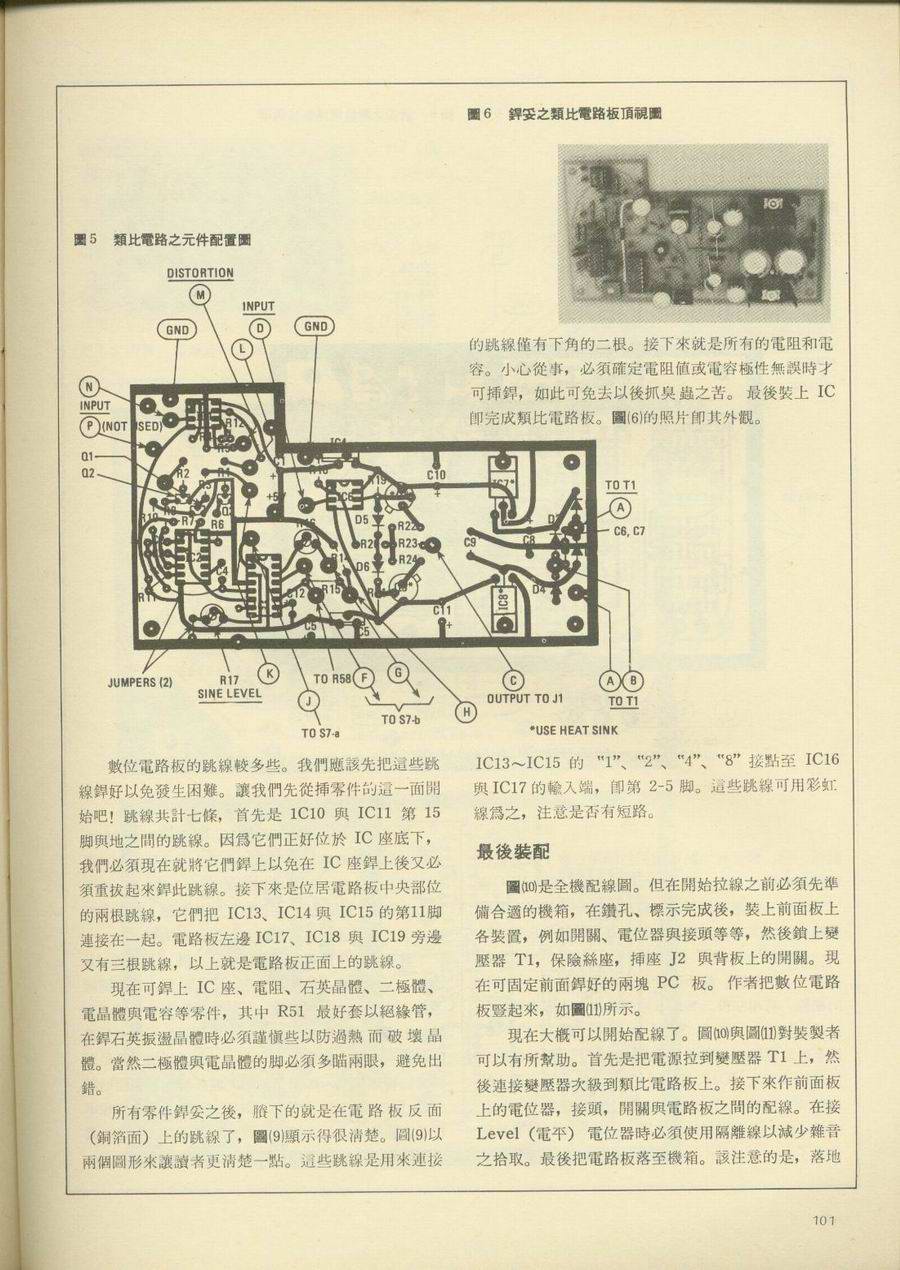 圖6 銲妥之類比電路板頂視圖
圖5 類比電路之元件配置圖
DISTORTION
M
INPUT
GND
D
GND
L
N
INPUT
P
(NOT USED)
Q1
Q2
R12
R2
R7
R6
R11
C4
C12
C5
C5
R15
R14
IC6
D5
D6
R22
R23
R24
C10
IC7*
C9
C8
C11
IC8*
D4
TO T1
A
C6, C7
JUMPERS (2)
R17
SINE LEVEL
K
J
TO S7-a
TO R58
F
G
TO S7-b
H
C
OUTPUT TO J1
A
B
TO T1
*USE HEAT SINK
的跳線僅有下角的二根。接下來就是所有的電阻和電
容。小心從事，必須確定電阻值或電容極性無誤時才
可挿銲，如此可免去以後抓臭蟲之苦。 最後裝上 IC
卽完成類比電路板。圖(6)的照片卽其外觀。
數位電路板的跳線較多些。我們應該先把這些跳
線銲好以免發生困難。讓我們先從挿零件的這一面開
始吧！跳線共計七條，首先是 1C10 與 IC11 第 15
脚與地之間的跳線。因爲它們正好位於 IC 座底下，
我們必須現在就將它們銲上以免在 IC 座銲上後又必
須重拔起來銲此跳線。接下來是位居電路板中央部位
的兩根跳線，它們把 IC13、IC14 與 IC15 的第11脚
連接在一起。電路板左邊 IC17、IC18 與 IC19 旁邊
又有三根跳線，以上就是電路板正面上的跳線。
現在可銲上 IC 座、電阻、石英晶體、二極體、
電晶體與電容等零件，其中 R51 最好套以絕緣管，
在銲石英振盪晶體時必須謹愼些以防過熱而破壞晶
體。當然二極體與電晶體的脚必須多瞄兩眼，避免出
錯。
所有零件銲妥之後，賸下的就是在電路板反面
（銅箔面）上的跳線了，圖(9)顯示得很淸楚。圖(9)以
兩個圖形來讓讀者更淸楚一點。這些跳線是用來連接
IC13～IC15 的 “1”、“2”、“4”、“8” 接點至 IC16
與 IC17 的輸入端，卽第 2-5 脚。這些跳線可用彩虹
線爲之，注意是否有短路。
最後裝配
圖(10)是全機配線圖。但在開始拉線之前必須先準
備合適的機箱，在鑽孔、標示完成後，裝上前面板上
各裝置，例如開關、電位器與接頭等等，然後鎖上變
壓器 T1，保險絲座，挿座 J2 與背板上的開關。現
在可固定前面銲好的兩塊 PC 板。 作者把數位電路
板豎起來，如圖(11)所示。
現在大槪可以開始配線了。圖(10)與圖(11)對裝製者
可以有所幫助。首先是把電源拉到變壓器 T1 上，然
後連接變壓器次級到類比電路板上。接下來作前面板
上的電位器，接頭，開關與電路板之間的配線。在接
Level（電平） 電位器時必須使用隔離線以減少雜音
之拾取。最後把電路板落至機箱。該注意的是，落地
101